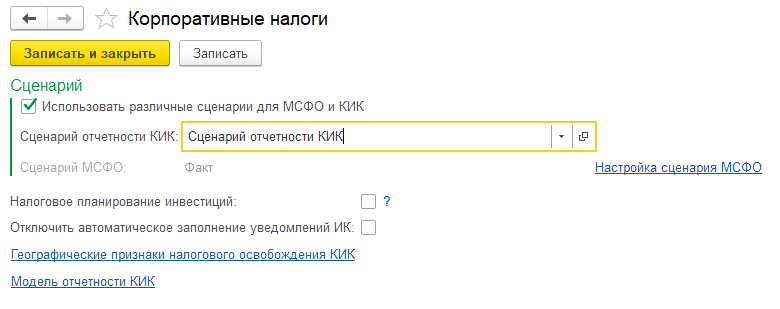 Корпоративные налоги
Записать и закрыть Записать
Сценарий
Использовать различные сценарии для МСФО и КИК
Сценарий отчетности КИК: Сценарий отчетности КИК
Сценарий МСФО: Факт Настройка сценария МСФО
Налоговое планирование инвестиций: ?
Отключить автоматическое заполнение уведомлений ИК:
Географические признаки налогового освобождения КИК
Модель отчетности КИК